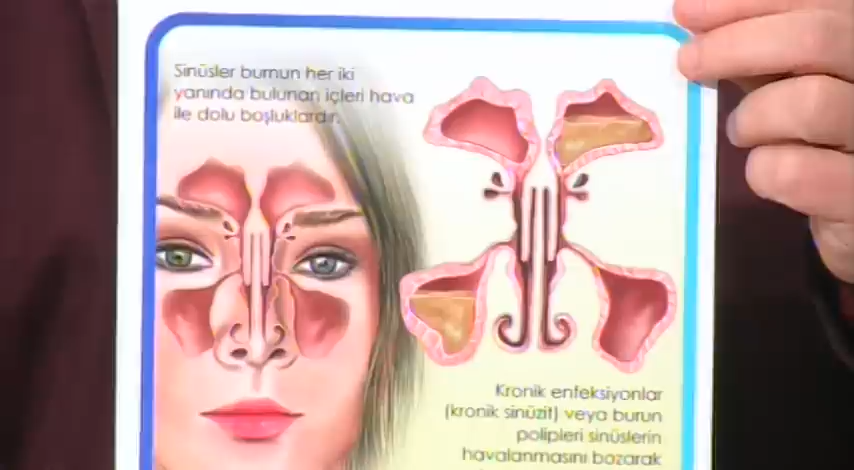 Sinüsler burnun her iki
yanında bulunan içleri hava
ile dolu boşluklardır.
Kronik enfeksiyonlar
(kronik sinüzit) veya burun
polipleri sinüslerin
havalanmasını bozarak